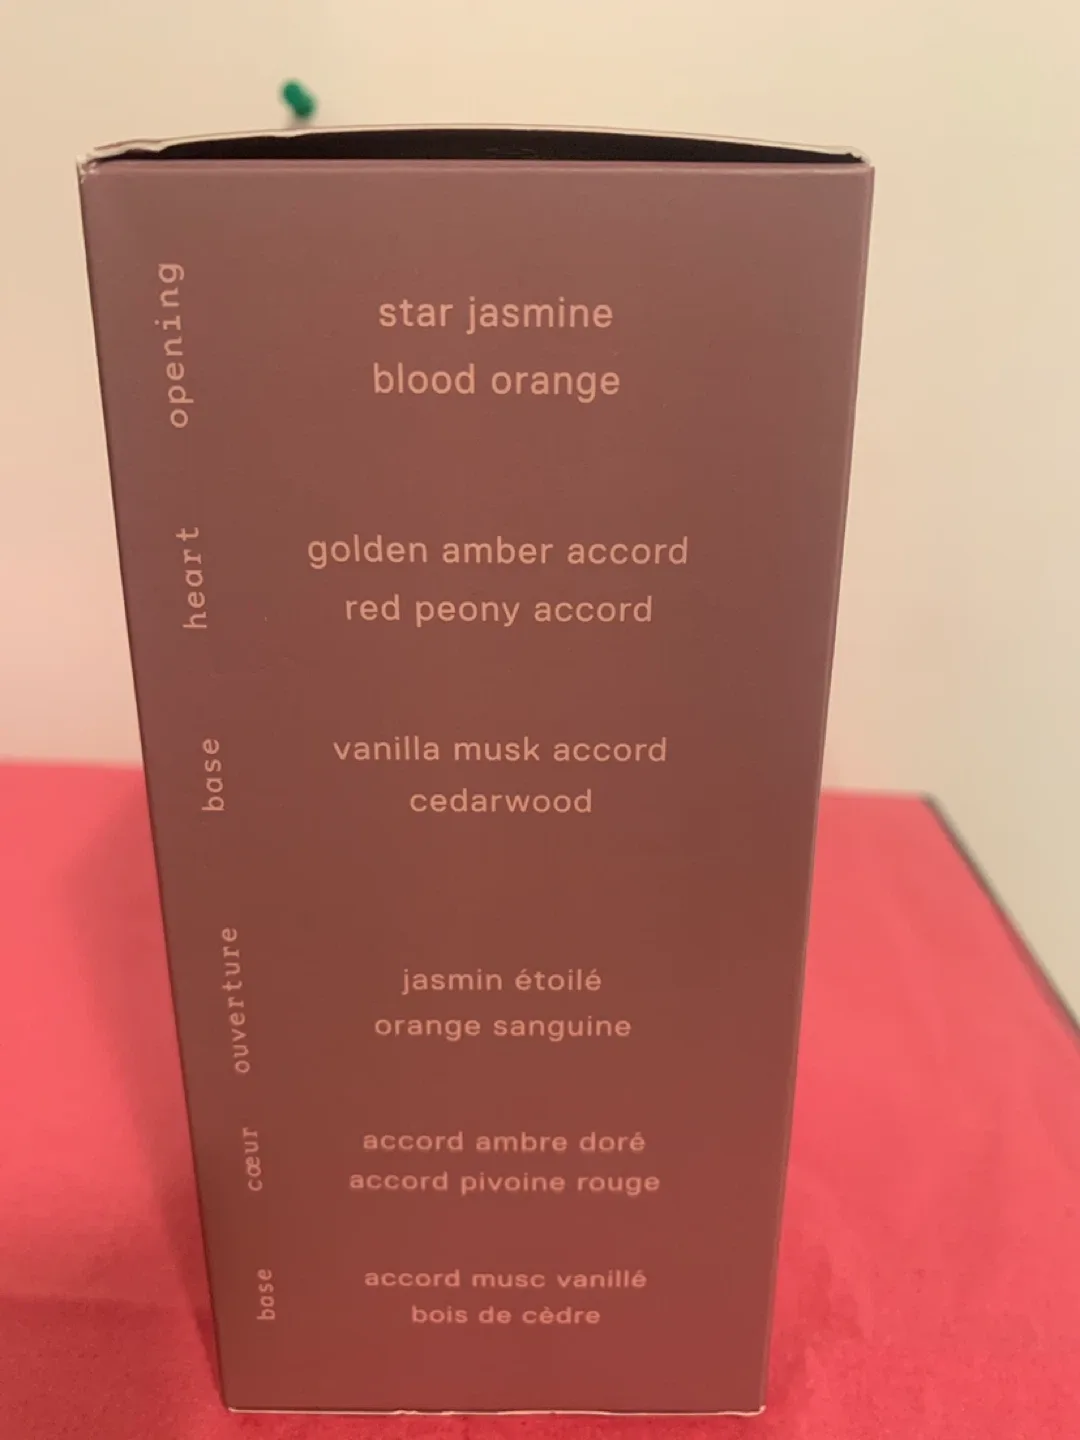 opening
star jasmine
blood orange
heart
golden amber accord
red peony accord
base
vanilla musk accord
cedarwood
ouverture
jasmin étoilé
orange sanguine
cœur
accord ambre doré
accord pivoine rouge
base
accord musc vanillé
bois de cèdre